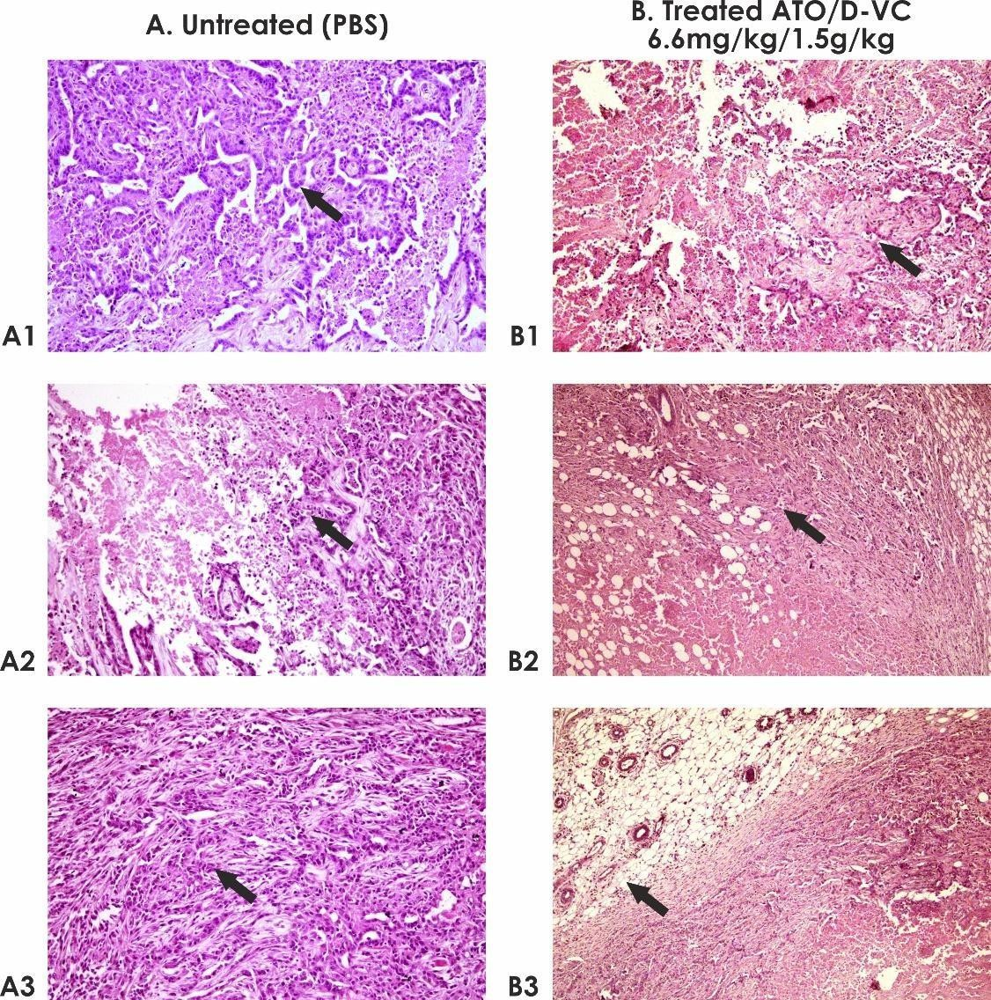 A. Untreated (PBS)
B. Treated ATO/D-VC
6.6mg/kg/1.5g/kg
A1
B1
A2
B2
A3
B3